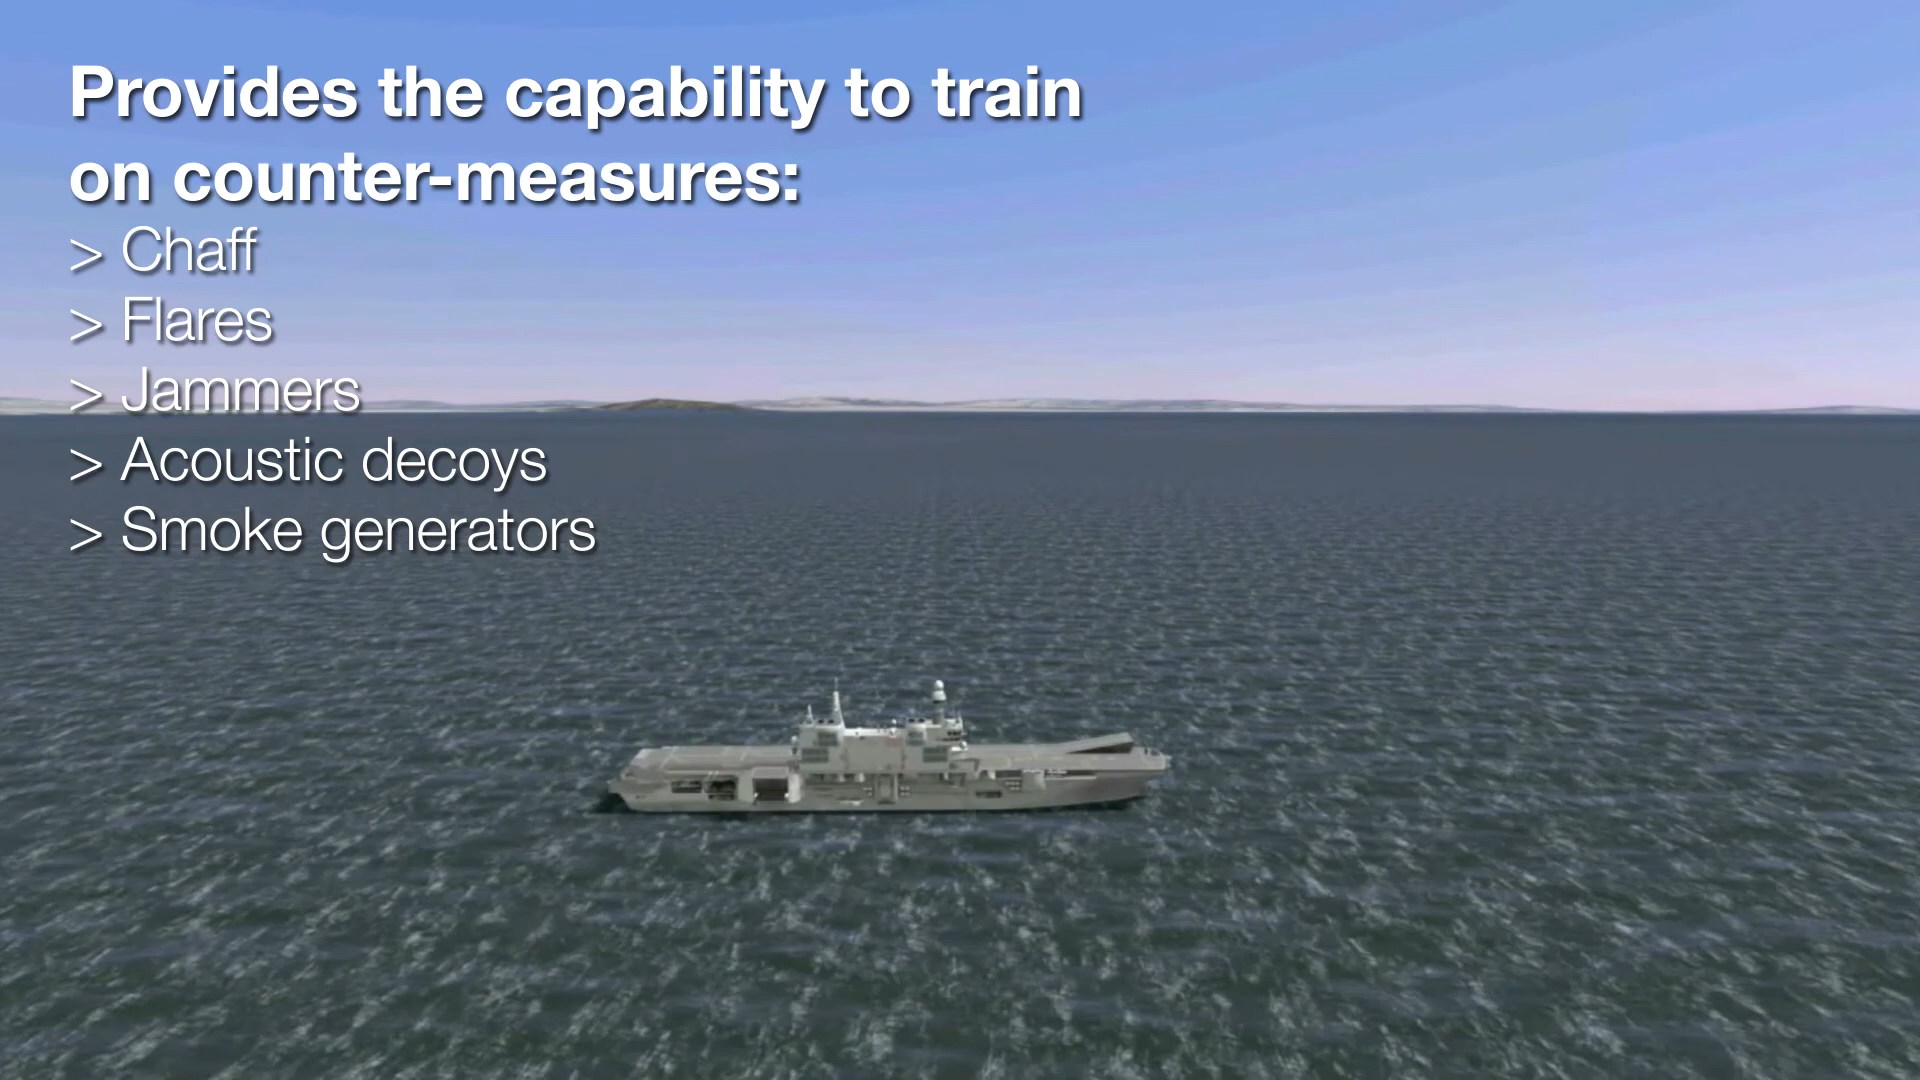 Provides the capability to train
on counter-measures:
> Chaff
> Flares
> Jammers
> Acoustic decoys
> Smoke generators